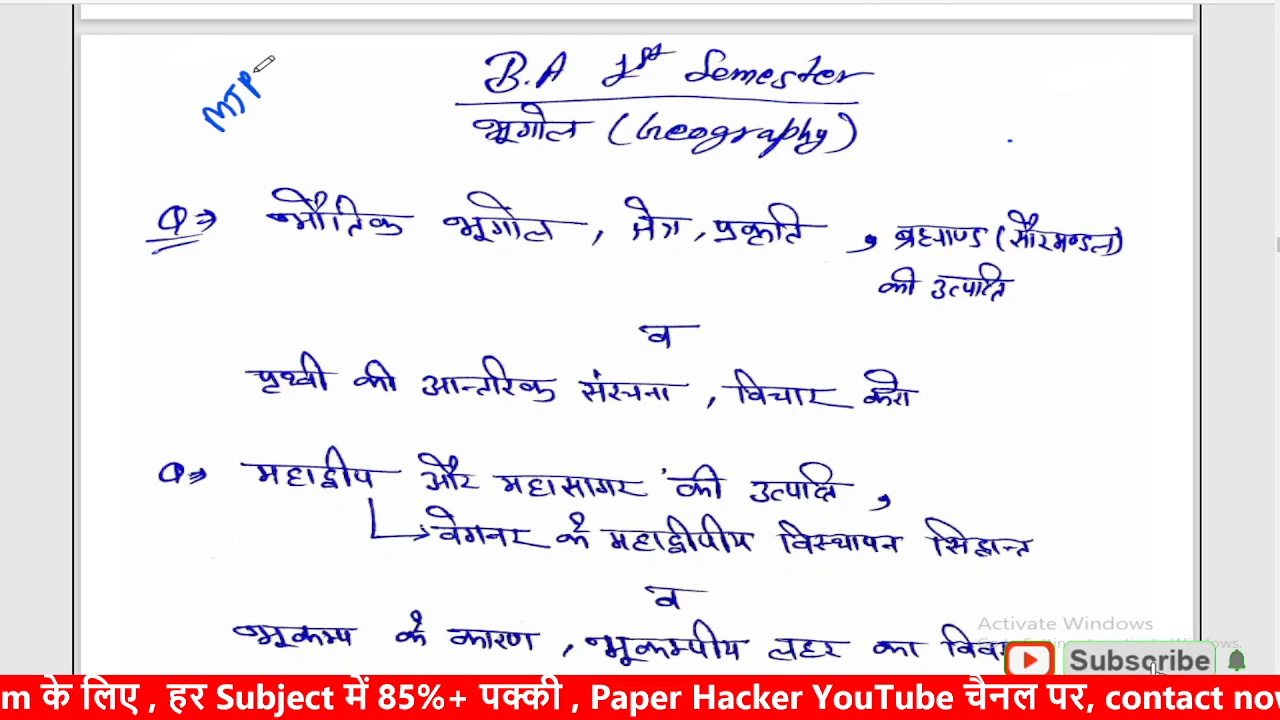 MJP
B.A 1st Semester
भूगोल (Geography)
Q⇒ भौतिक भूगोल, क्षेत्र, प्रकृति, ब्रह्माण्ड (सौरमण्डल)
की उत्पत्ति
व
पृथ्वी की आन्तरिक संरचना, विचार करो
Q⇒ महाद्वीप और महासागर की उत्पत्ति,
वेगनर के महाद्वीपीय विस्थापन सिद्धान्त
व
भूकम्प के कारण, भूकम्पीय लहर का
Activate Windows
Subscribe
m के लिए , हर Subject में 85%+ पक्की , Paper Hacker YouTube चैनल पर, contact now